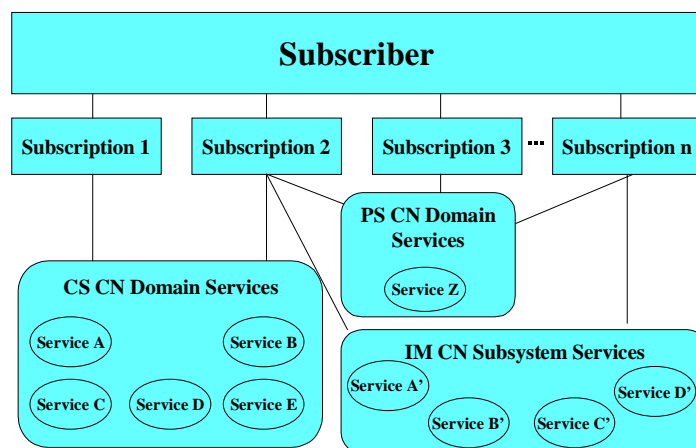 Subscriber
Subscription 1
Subscription 2
Subscription 3
...
Subscription n
PS CN Domain
Services
Service Z
CS CN Domain Services
Service A
Service B
Service C
Service D
Service E
IM CN Subsystem Services
Service A’
Service B’
Service C’
Service D’